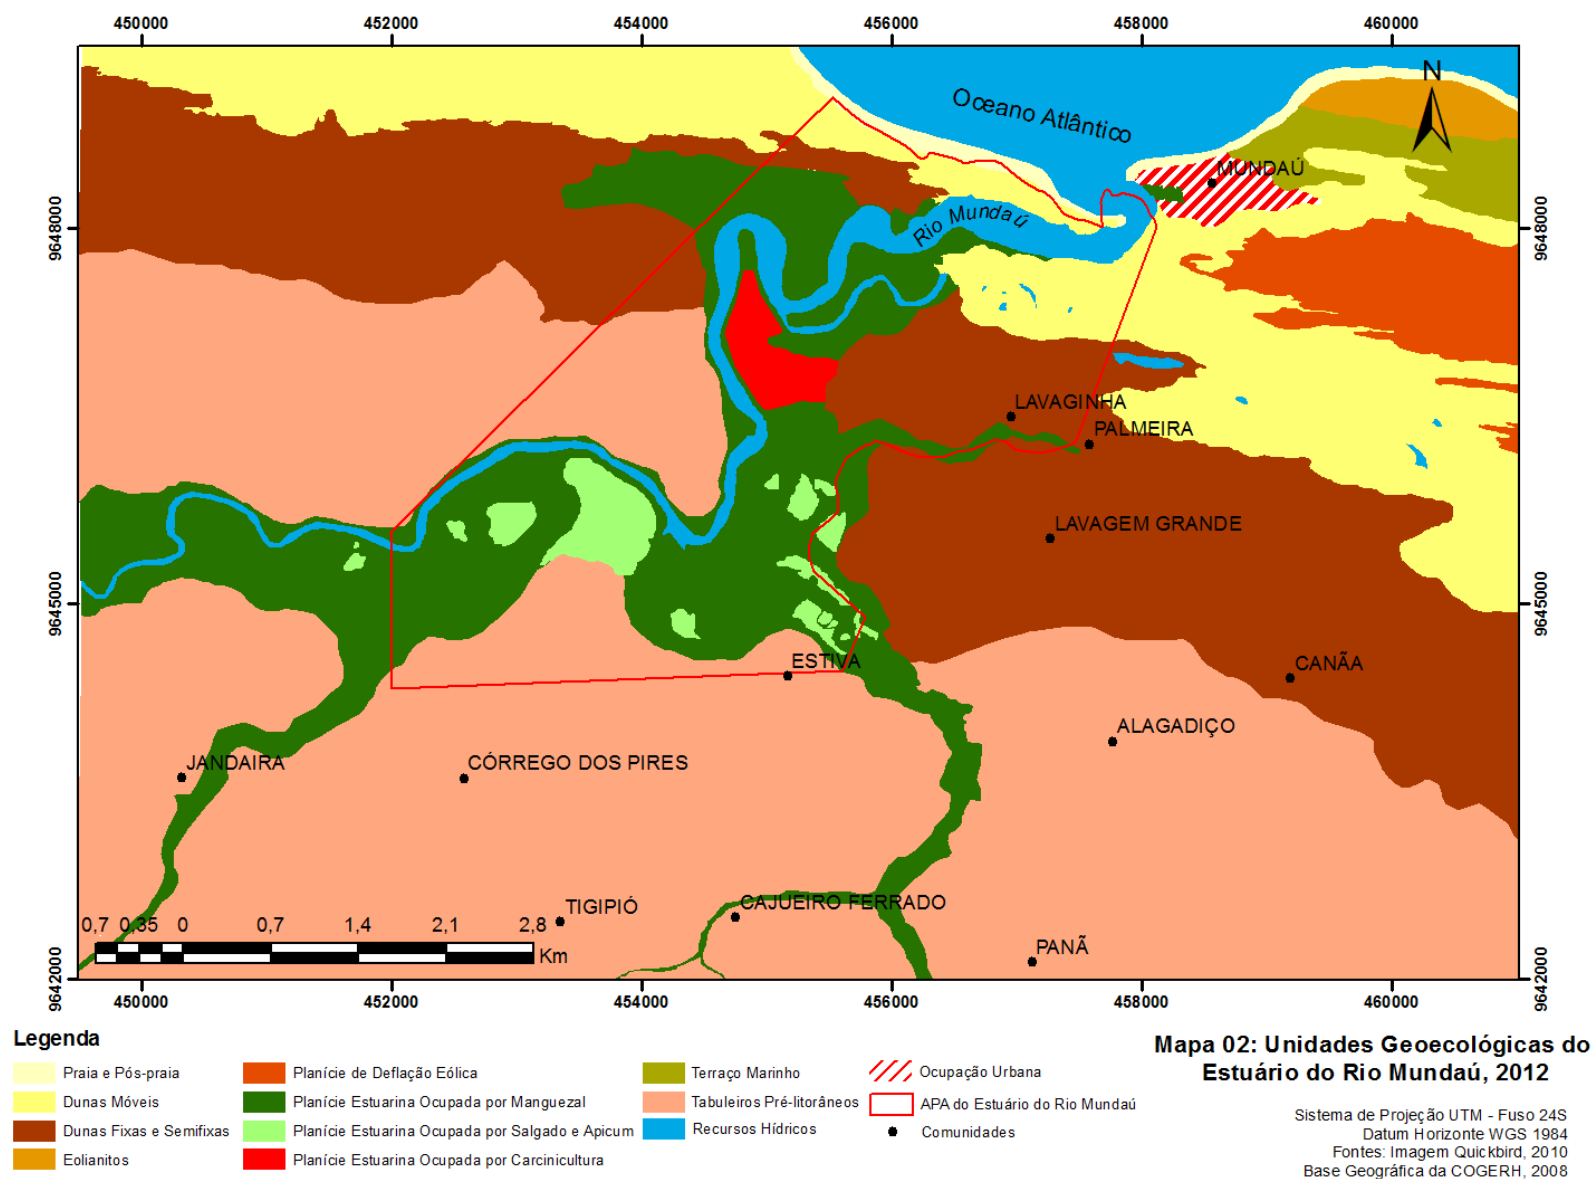 450000 452000 454000 456000 458000 460000
N
Oceano Atlântico
MUNDAÚ
Rio Mundaú
9648000 9648000
LAVAGINHA
PALMEIRA
LAVAGEM GRANDE
9645000 9645000
ESTIVA
CANÃA
ALAGADIÇO
JANDAIRA
CÓRREGO DOS PIRES
TIGIPIÓ
CAJUEIRO FERRADO
PANÃ
0,7 0,35 0 0,7 1,4 2,1 2,8
Km
9642000 9642000
450000 452000 454000 456000 458000 460000
Legenda
Praia e Pós-praia
Dunas Móveis
Dunas Fixas e Semifixas
Eolianitos
Planície de Deflação Eólica
Planície Estuarina Ocupada por Manguezal
Planície Estuarina Ocupada por Salgado e Apicum
Planície Estuarina Ocupada por Carcinicultura
Terraço Marinho
Tabuleiros Pré-litorâneos
Recursos Hídricos
Ocupação Urbana
APA do Estuário do Rio Mundaú
Comunidades
Mapa 02: Unidades Geoecológicas do
Estuário do Rio Mundaú, 2012
Sistema de Projeção UTM - Fuso 24S
Datum Horizonte WGS 1984
Fontes: Imagem Quickbird, 2010
Base Geográfica da COGERH, 2008